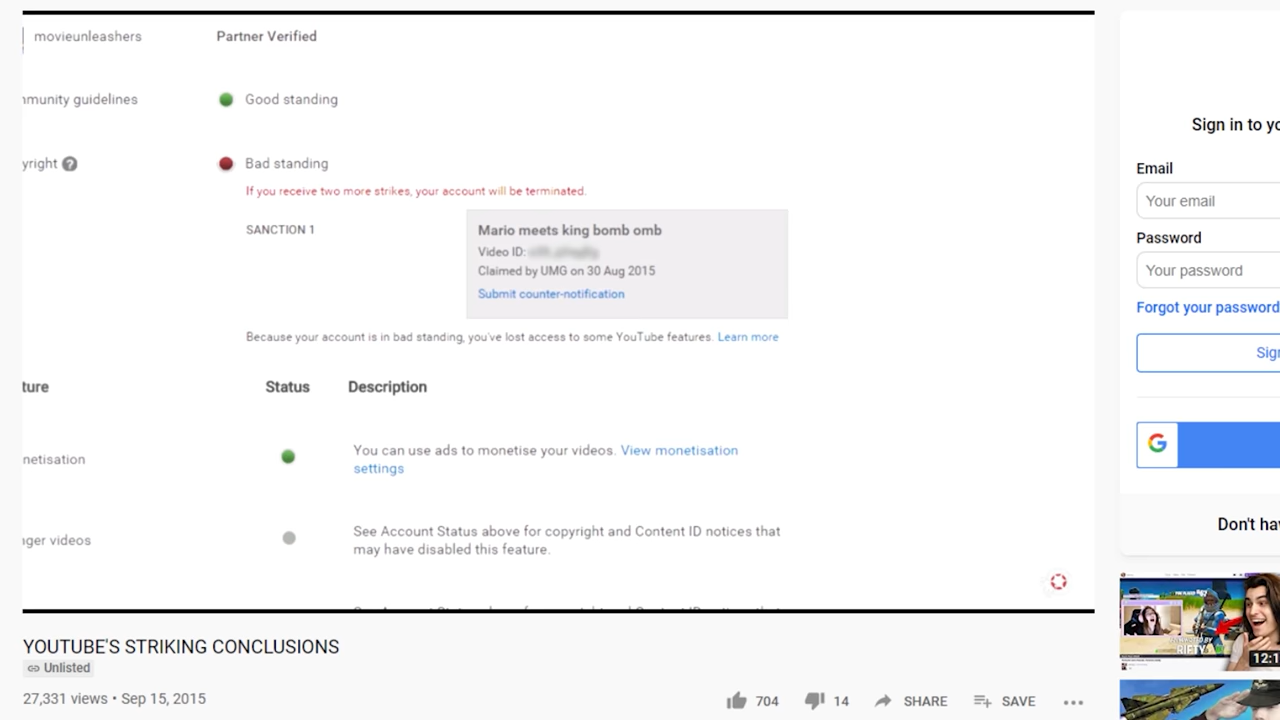 movieunleashers
Partner Verified
mmunity guidelines
Good standing
yright ?
Bad standing
If you receive two more strikes, your account will be terminated.
SANCTION 1
Mario meets king bomb omb
Video ID:
Claimed by UMG on 30 Aug 2015
Submit counter-notification
Because your account is in bad standing, you've lost access to some YouTube features. Learn more
ture
Status
Description
netisation
You can use ads to monetise your videos. View monetisation
settings
nger videos
See Account Status above for copyright and Content ID notices that
may have disabled this feature.
YOUTUBE'S STRIKING CONCLUSIONS
Unlisted
27,331 views • Sep 15, 2015
704
14
SHARE
SAVE
Sign in to yo
Email
Your email
Password
Your password
Forgot your password
Sign
Don't hav
RIFTY
12:1